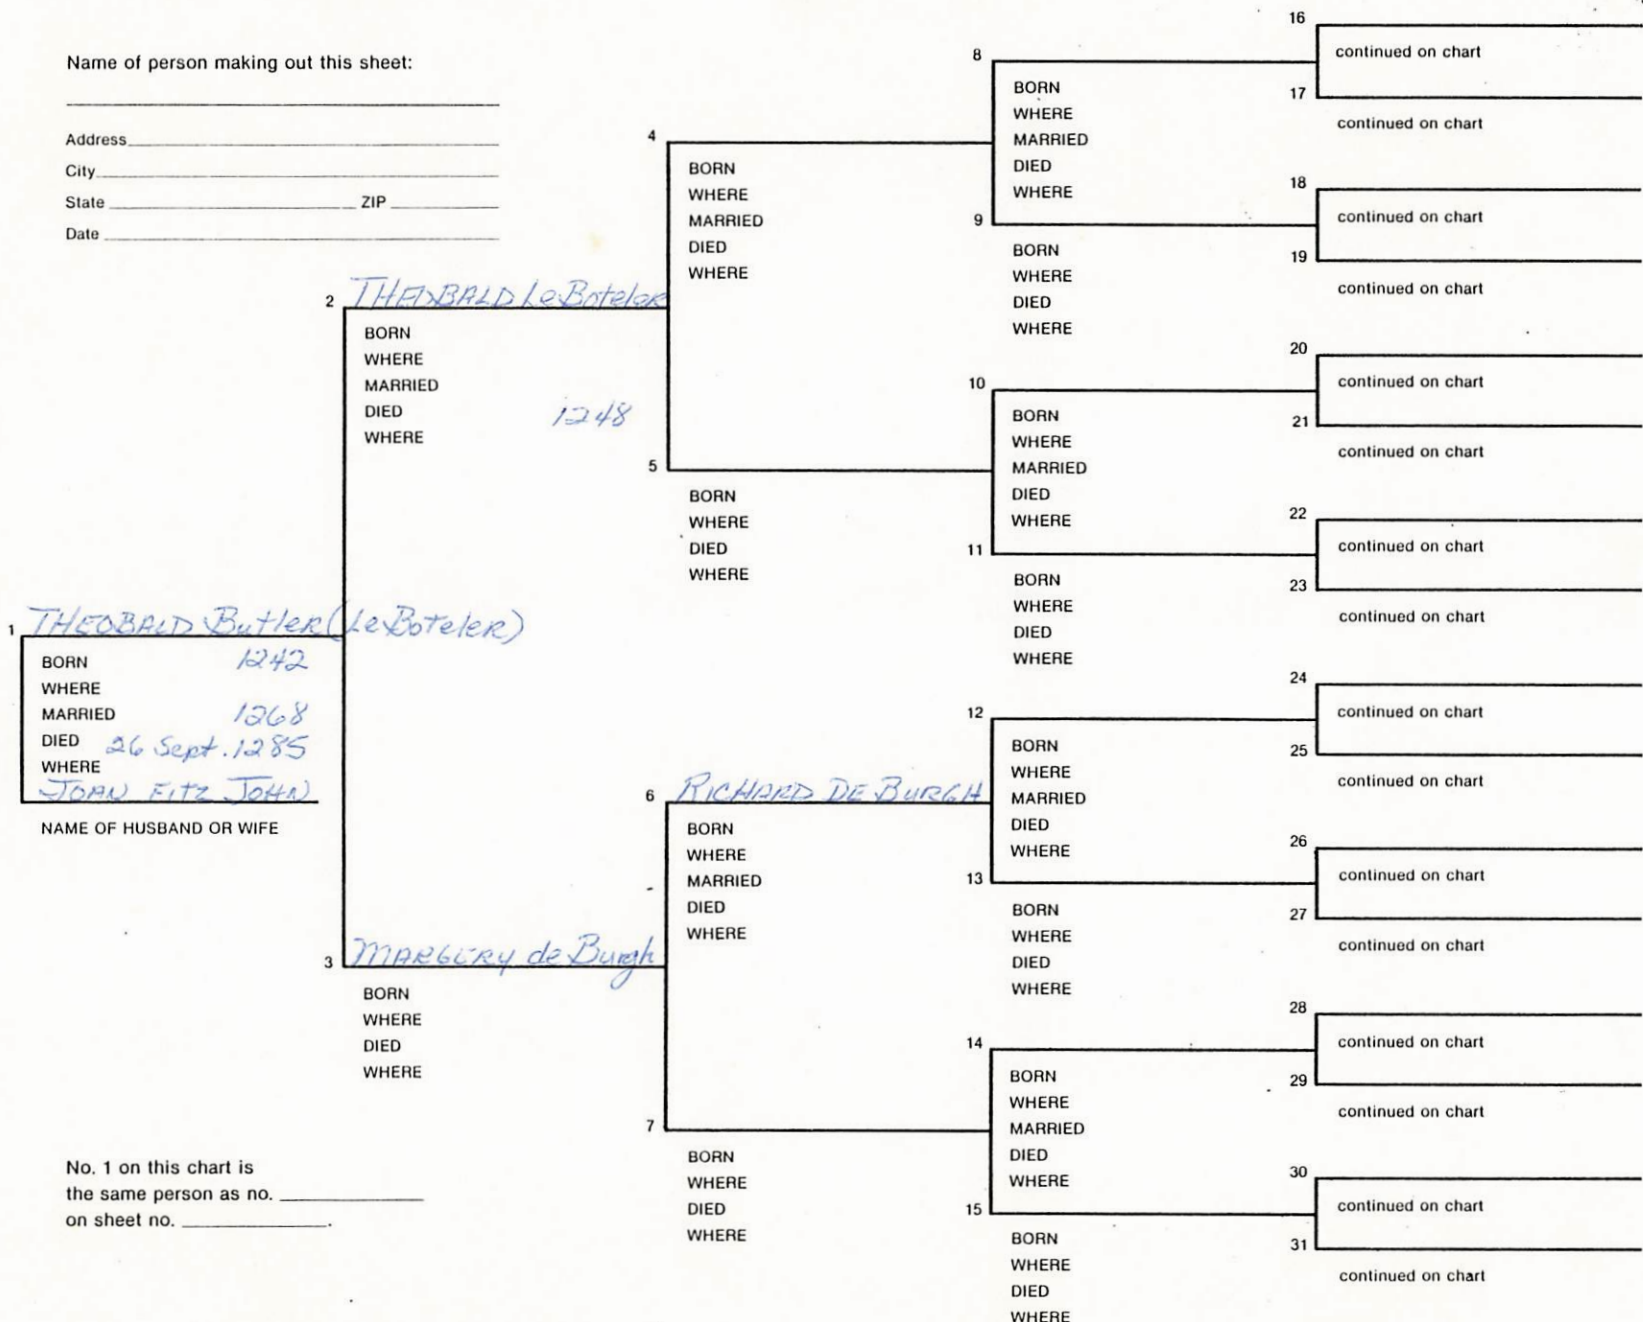 Name of person making out this sheet:
Address
City
State ZIP
Date
1 THEOBALD Butler (Le Boteler)
BORN 1242
WHERE
MARRIED 1268
DIED 26 Sept. 1285
WHERE
JOAN FITZ JOHN
NAME OF HUSBAND OR WIFE
No. 1 on this chart is
the same person as no.
on sheet no. .
2 THEOBALD Le Boteler
BORN
WHERE
MARRIED
DIED 1248
WHERE
3 MARGERY de Burgh
BORN
WHERE
DIED
WHERE
4
BORN
WHERE
MARRIED
DIED
WHERE
5
BORN
WHERE
DIED
WHERE
6 RICHARD DE BURGH
BORN
WHERE
MARRIED
DIED
WHERE
7
BORN
WHERE
DIED
WHERE
8
BORN
WHERE
MARRIED
DIED
WHERE
9
BORN
WHERE
DIED
WHERE
10
BORN
WHERE
MARRIED
DIED
WHERE
11
BORN
WHERE
DIED
WHERE
12
BORN
WHERE
MARRIED
DIED
WHERE
13
BORN
WHERE
DIED
WHERE
14
BORN
WHERE
MARRIED
DIED
WHERE
15
BORN
WHERE
DIED
WHERE
16
continued on chart
17
continued on chart
18
continued on chart
19
continued on chart
20
continued on chart
21
continued on chart
22
continued on chart
23
continued on chart
24
continued on chart
25
continued on chart
26
continued on chart
27
continued on chart
28
continued on chart
29
continued on chart
30
continued on chart
31
continued on chart